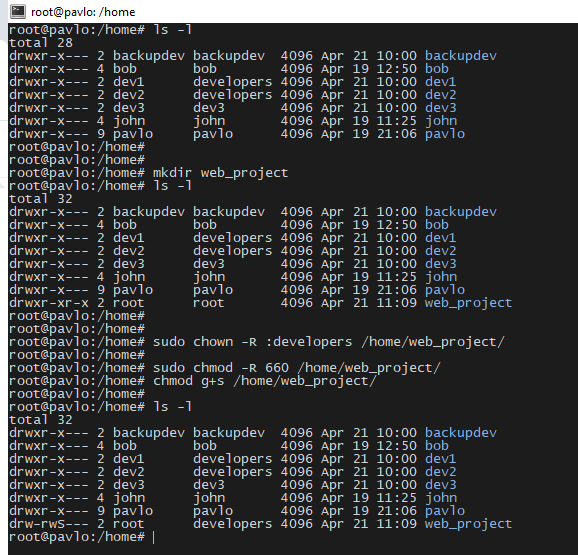 root@pavlo: /home
root@pavlo:/home# ls -l
total 28
drwxr-x--- 2 backupdev backupdev  4096 Apr 21 10:00 backupdev
drwxr-x--- 4 bob       bob        4096 Apr 19 12:50 bob
drwxr-x--- 2 dev1      developers 4096 Apr 21 10:00 dev1
drwxr-x--- 2 dev2      developers 4096 Apr 21 10:00 dev2
drwxr-x--- 2 dev3      dev3       4096 Apr 21 10:00 dev3
drwxr-x--- 4 john      john       4096 Apr 19 11:25 john
drwxr-x--- 9 pavlo     pavlo      4096 Apr 19 21:06 pavlo
root@pavlo:/home#
root@pavlo:/home#
root@pavlo:/home# mkdir web_project
root@pavlo:/home# ls -l
total 32
drwxr-x--- 2 backupdev backupdev  4096 Apr 21 10:00 backupdev
drwxr-x--- 4 bob       bob        4096 Apr 19 12:50 bob
drwxr-x--- 2 dev1      developers 4096 Apr 21 10:00 dev1
drwxr-x--- 2 dev2      developers 4096 Apr 21 10:00 dev2
drwxr-x--- 2 dev3      dev3       4096 Apr 21 10:00 dev3
drwxr-x--- 4 john      john       4096 Apr 19 11:25 john
drwxr-x--- 9 pavlo     pavlo      4096 Apr 19 21:06 pavlo
drwxr-xr-x 2 root      root       4096 Apr 21 11:09 web_project
root@pavlo:/home#
root@pavlo:/home#
root@pavlo:/home# sudo chown -R :developers /home/web_project/
root@pavlo:/home#
root@pavlo:/home# sudo chmod -R 660 /home/web_project/
root@pavlo:/home# chmod g+s /home/web_project/
root@pavlo:/home#
root@pavlo:/home# ls -l
total 32
drwxr-x--- 2 backupdev backupdev  4096 Apr 21 10:00 backupdev
drwxr-x--- 4 bob       bob        4096 Apr 19 12:50 bob
drwxr-x--- 2 dev1      developers 4096 Apr 21 10:00 dev1
drwxr-x--- 2 dev2      developers 4096 Apr 21 10:00 dev2
drwxr-x--- 2 dev3      dev3       4096 Apr 21 10:00 dev3
drwxr-x--- 4 john      john       4096 Apr 19 11:25 john
drwxr-x--- 9 pavlo     pavlo      4096 Apr 19 21:06 pavlo
drw-rwS--- 2 root      developers 4096 Apr 21 11:09 web_project
root@pavlo:/home#